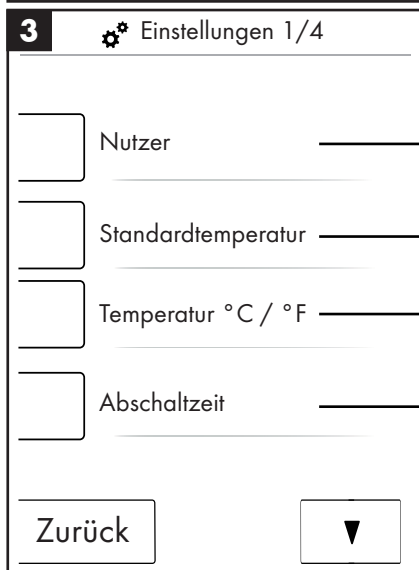 3
Einstellungen 1/4
Nutzer
Standardtemperatur
Temperatur °C / °F
Abschaltzeit
Zurück